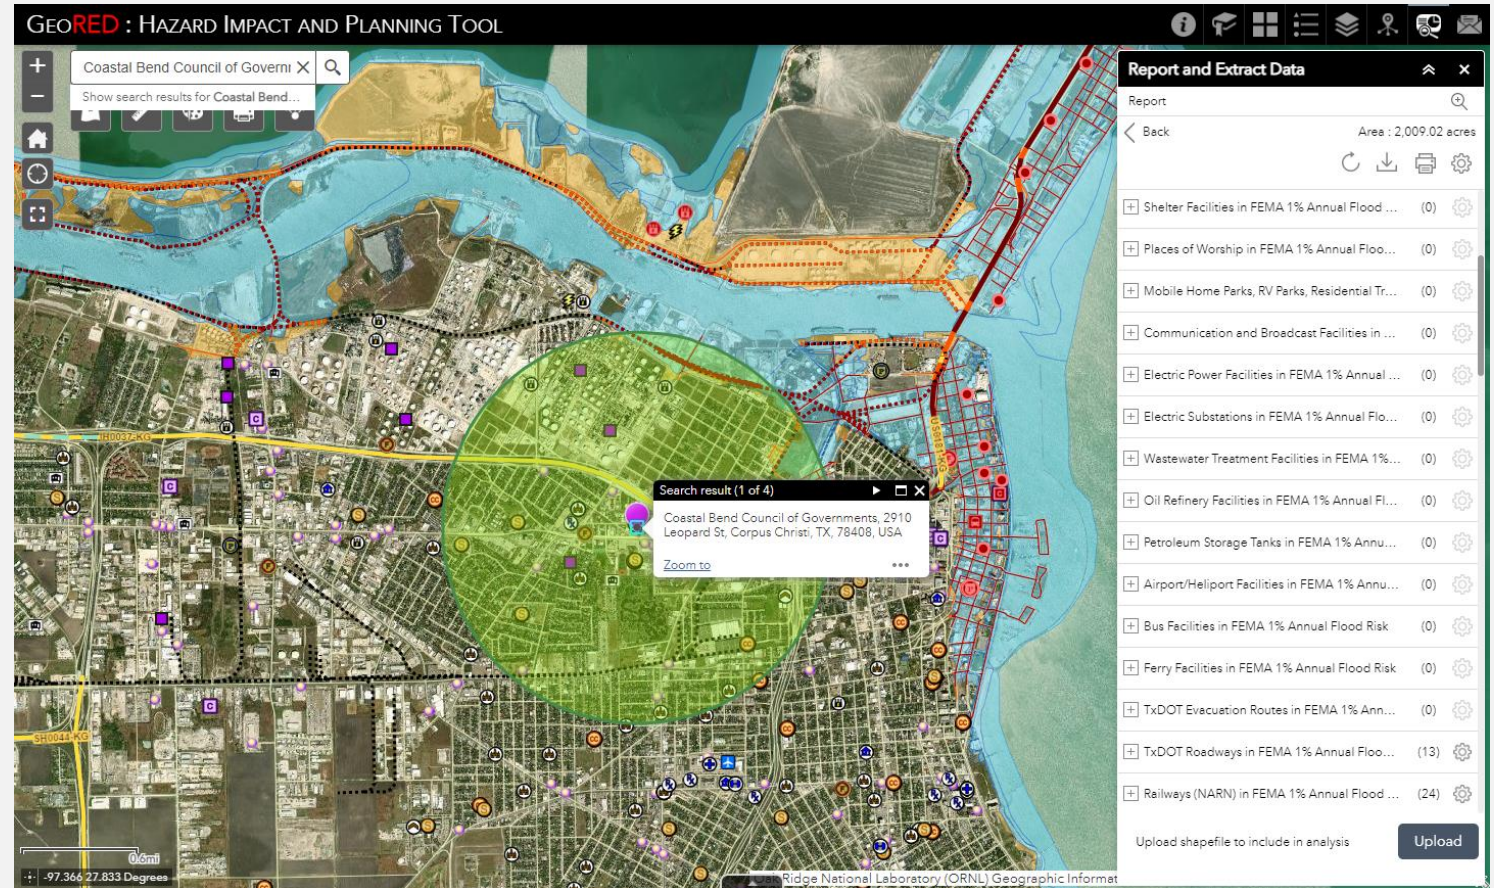 GeoRED : Hazard Impact and Planning Tool
Coastal Bend Council of Governi
Show search results for Coastal Bend...
Report and Extract Data
Report
Back
Area : 2,009.02 acres
Shelter Facilities in FEMA 1% Annual Flood ... (0)
Places of Worship in FEMA 1% Annual Floo... (0)
Mobile Home Parks, RV Parks, Residential Tr... (0)
Communication and Broadcast Facilities in ... (0)
Electric Power Facilities in FEMA 1% Annual ... (0)
Electric Substations in FEMA 1% Annual Flo... (0)
Wastewater Treatment Facilities in FEMA 1%... (0)
Oil Refinery Facilities in FEMA 1% Annual Fl... (0)
Petroleum Storage Tanks in FEMA 1% Annu... (0)
Airport/Heliport Facilities in FEMA 1% Annu... (0)
Bus Facilities in FEMA 1% Annual Flood Risk (0)
Ferry Facilities in FEMA 1% Annual Flood Risk (0)
TxDOT Evacuation Routes in FEMA 1% Ann... (0)
TxDOT Roadways in FEMA 1% Annual Floo... (13)
Railways (NARN) in FEMA 1% Annual Flood ... (24)
Upload shapefile to include in analysis
Upload
IH0037-KG
Search result (1 of 4)
Coastal Bend Council of Governments, 2910
Leopard St, Corpus Christi, TX, 78408, USA
Zoom to
SH0044-KG
0.6mi
-97.366 27.833 Degrees
Oak Ridge National Laboratory (ORNL) Geographic Informat